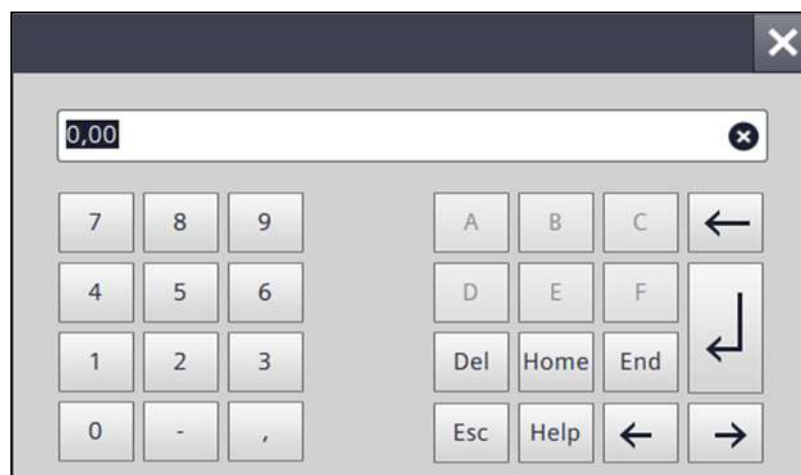 0,00
7 8 9 A B C ←
4 5 6 D E F
1 2 3 Del Home End
0 - , Esc Help ← →